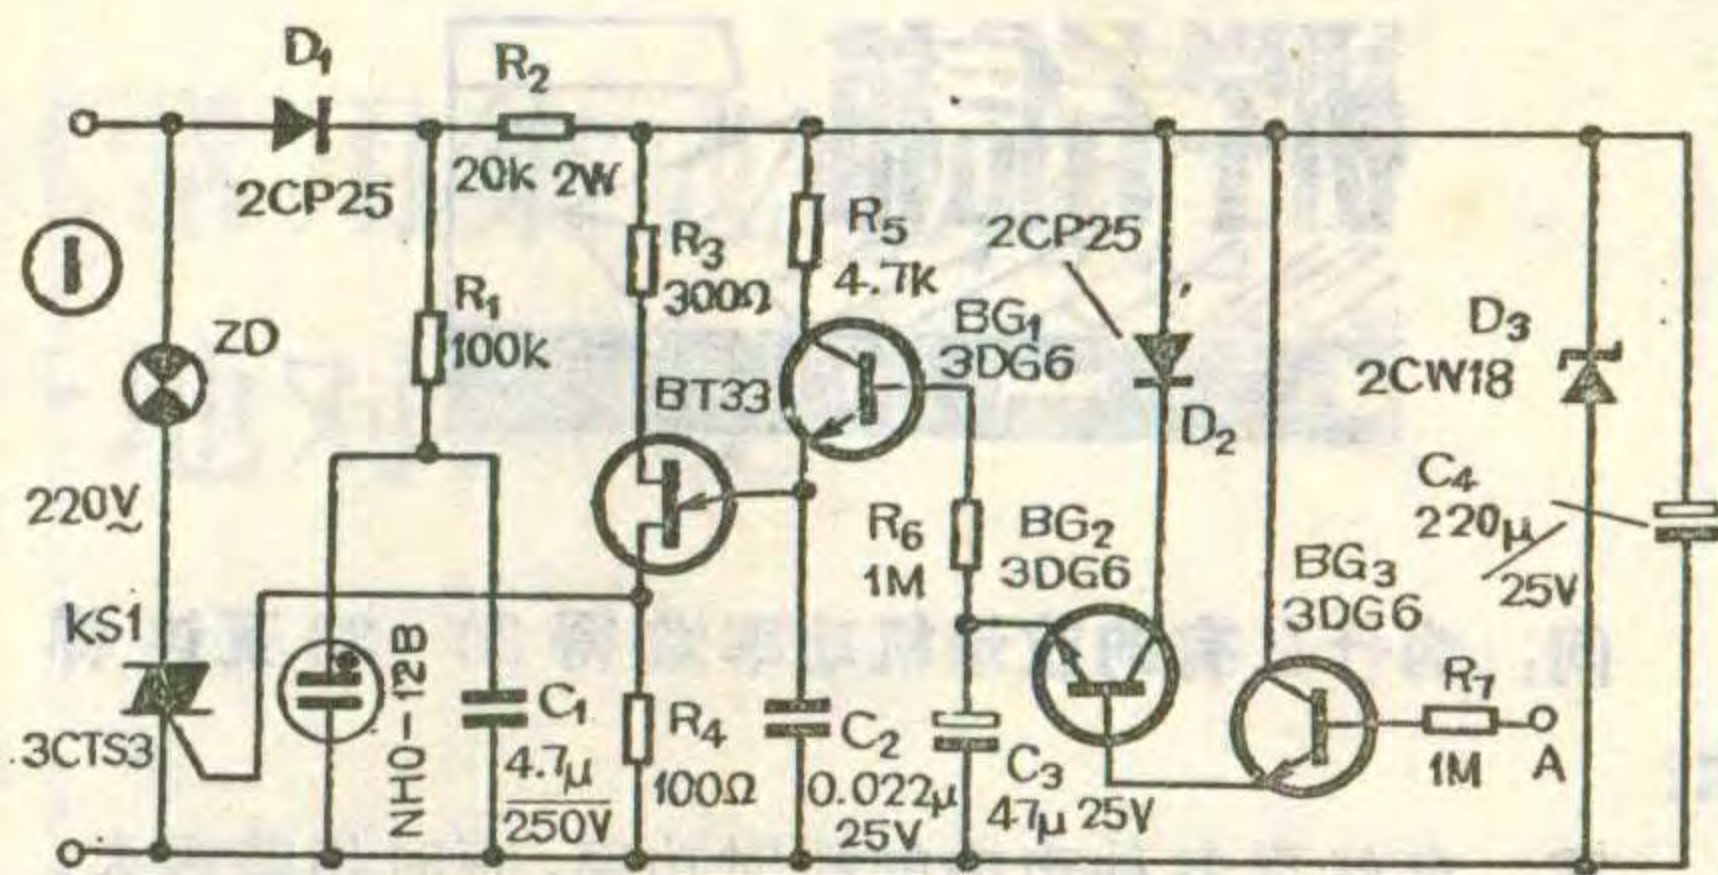 D1
2CP25
R2
20K 2W
①
ZD
220V~
KS1
3CTS3
R1
100k
NHO-12B
C1
4.7μ
250V
R3
300Ω
BT33
R4
100Ω
R5
4.7K
BG1
3DG6
C2
0.022μ
25V
R6
1M
C3
47μ 25V
2CP25
D2
BG2
3DG6
BG3
3DG6
R7
1M
A
D3
2CW18
C4
220μ/
25V